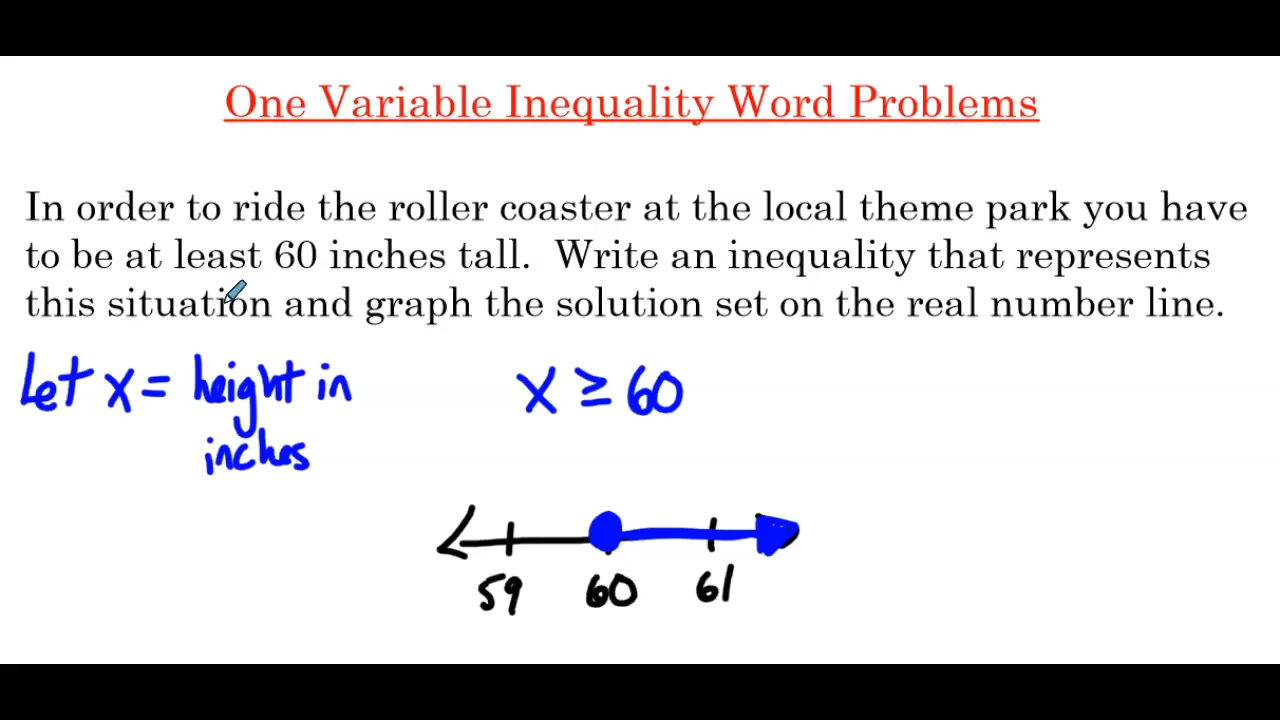 One Variable Inequality Word Problems
In order to ride the roller coaster at the local theme park you have
to be at least 60 inches tall.  Write an inequality that represents
this situation and graph the solution set on the real number line.
Let x = height in
inches
x ≥ 60
59 60 61